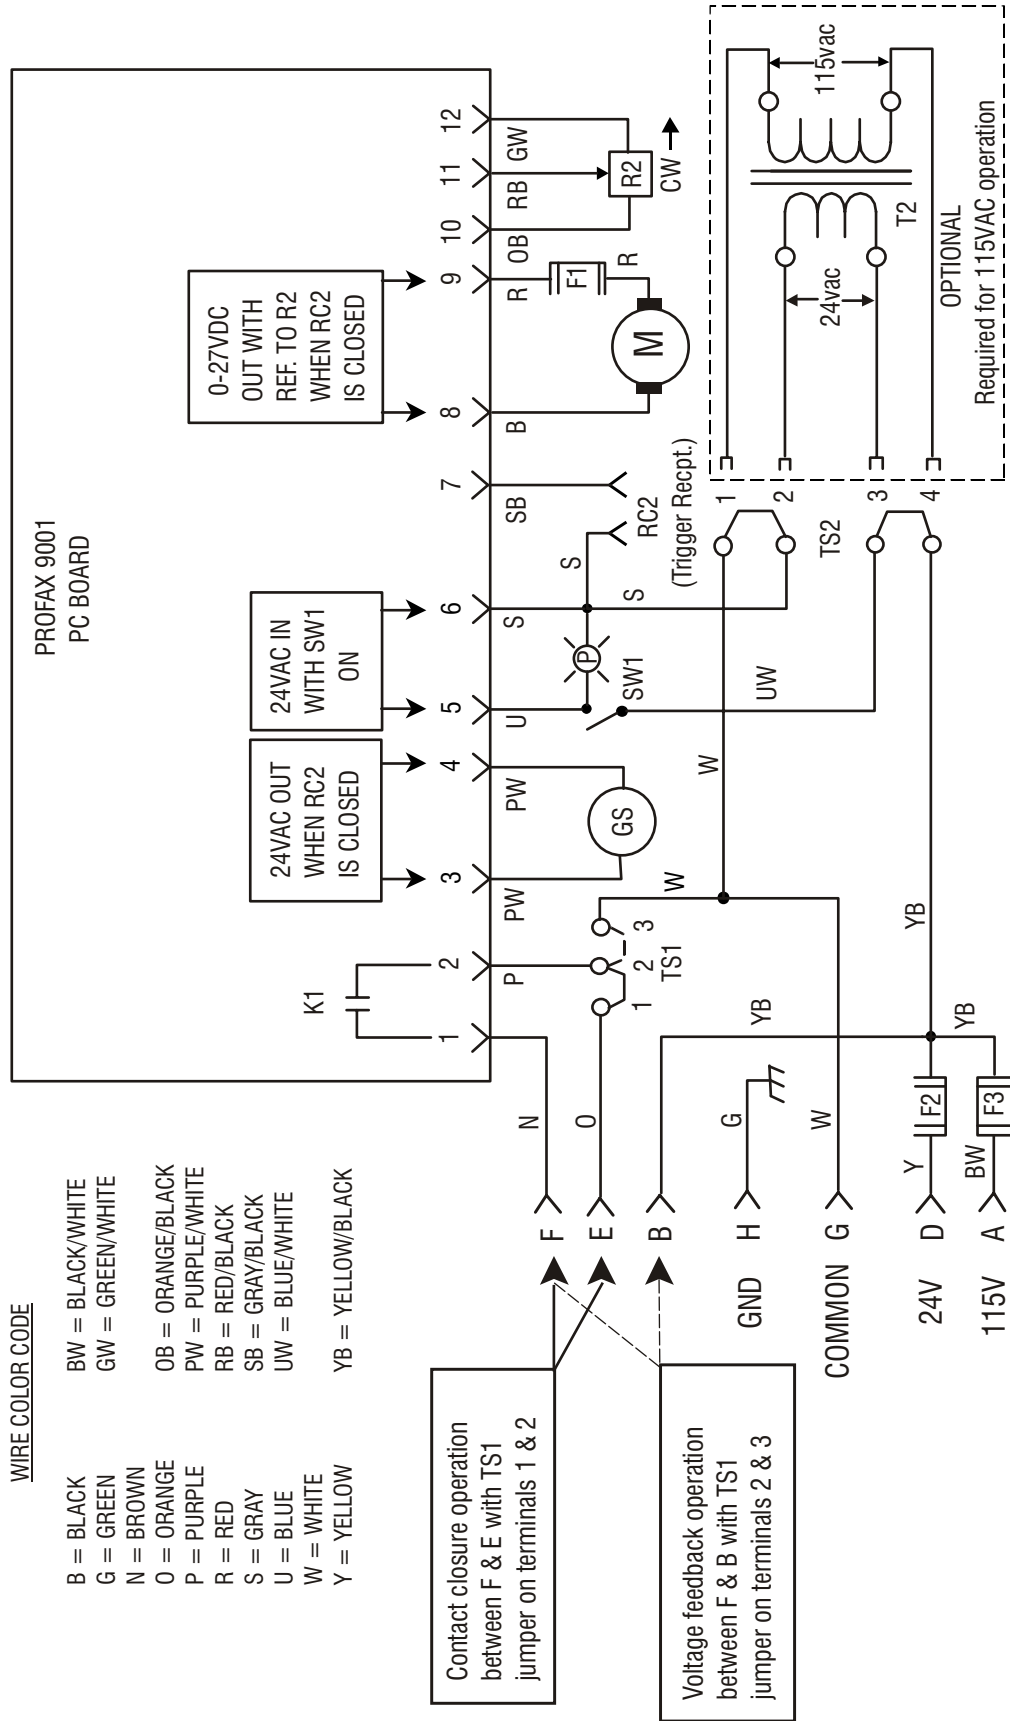 WIRE COLOR CODE
B = BLACK
G = GREEN
N = BROWN
O = ORANGE
P = PURPLE
R = RED
S = GRAY
U = BLUE
W = WHITE
Y = YELLOW
BW = BLACK/WHITE
GW = GREEN/WHITE
OB = ORANGE/BLACK
PW = PURPLE/WHITE
RB = RED/BLACK
SB = GRAY/BLACK
UW = BLUE/WHITE
YB = YELLOW/BLACK
PROFAX 9001
PC BOARD
K1
24VAC OUT
WHEN RC2
IS CLOSED
24VAC IN
WITH SW1
ON
0-27VDC
OUT WITH
REF. TO R2
WHEN RC2
IS CLOSED
1
2
3
4
5
6
7
8
9
10
11
12
N
P
PW
PW
U
S
SB
B
R
OB
RB
GW
GS
P
S
S
SW1
RC2
(Trigger Recpt.)
M
F1
R
R2
CW
O
1
2
3
TS1
W
W
UW
YB
YB
YB
G
W
Y
BW
F2
F3
1
2
TS2
3
4
24vac
115vac
T2
OPTIONAL
Required for 115VAC operation
Contact closure operation
between F & E with TS1
jumper on terminals 1 & 2
Voltage feedback operation
between F & B with TS1
jumper on terminals 2 & 3
F
E
B
GND H
COMMON G
24V D
115V A